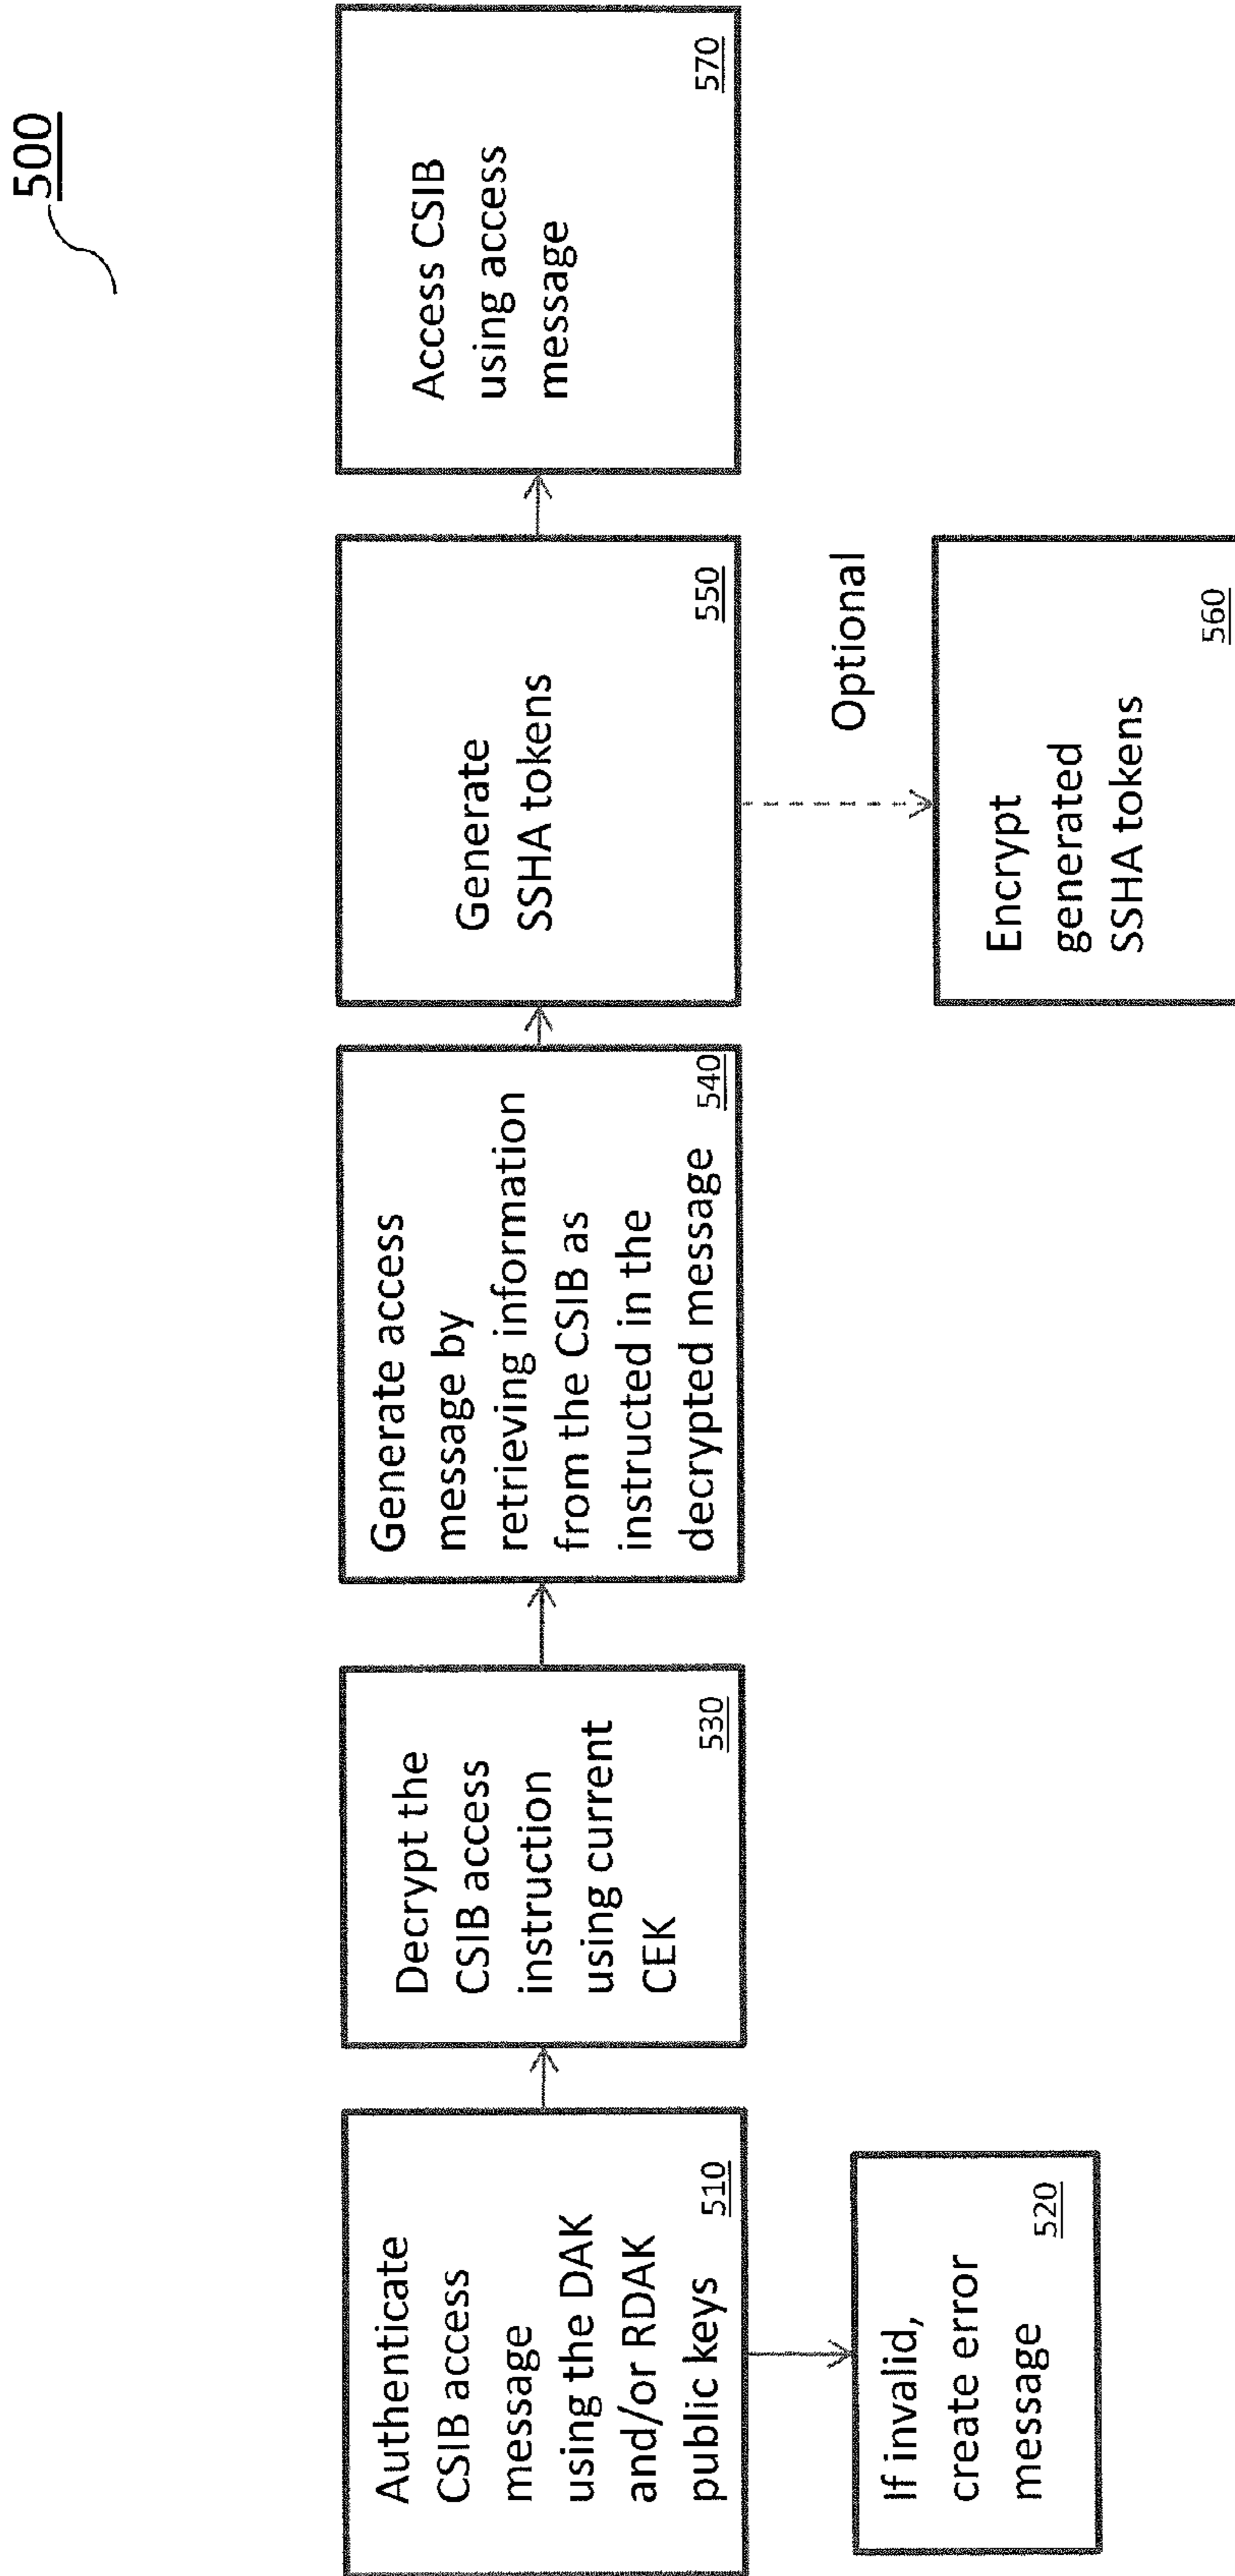 500
Authenticate
CSIB access
message
using the DAK
and/or RDAK
public keys
510
If invalid,
create error
message
520
Decrypt the
CSIB access
instruction
using current
CEK
530
Generate access
message by
retrieving information
from the CSIB as
instructed in the
decrypted message
540
Generate
SSHA tokens
550
Optional
Encrypt
generated
SSHA tokens
560
Access CSIB
using access
message
570